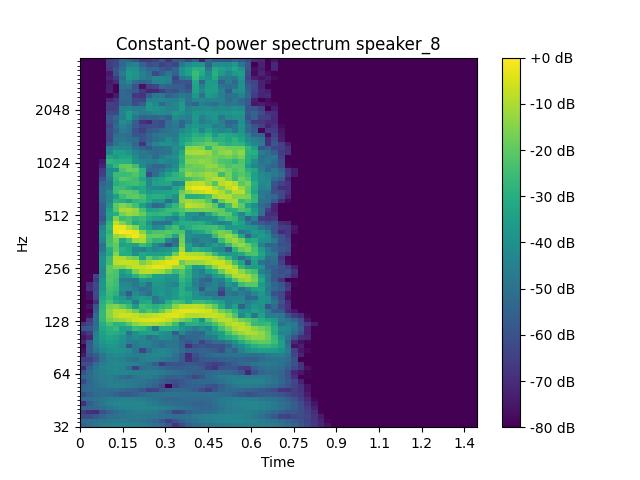 Constant-Q power spectrum speaker_8
Hz
2048
1024
512
256
128
64
32
0 0.15 0.3 0.45 0.6 0.75 0.9 1.1 1.2 1.4
Time
+0 dB
-10 dB
-20 dB
-30 dB
-40 dB
-50 dB
-60 dB
-70 dB
-80 dB